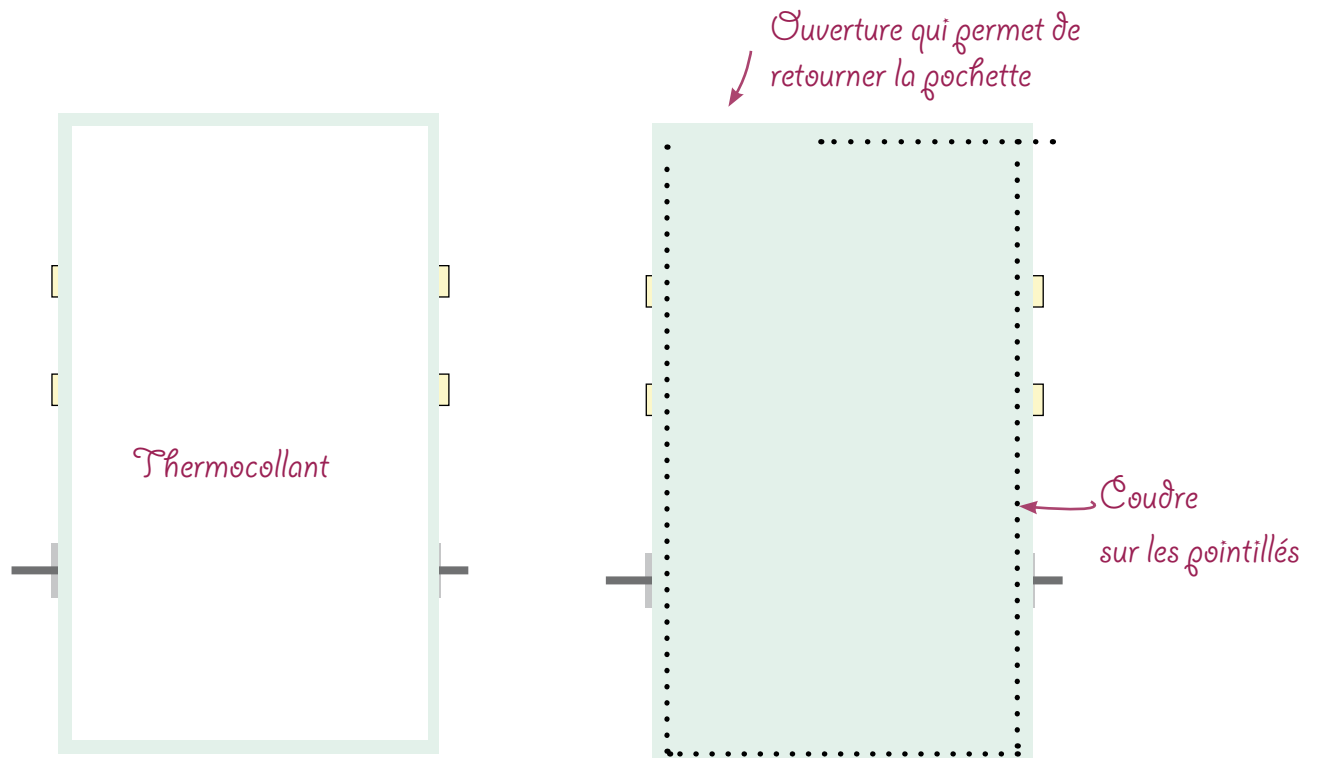 Ouverture qui permet de
retourner la pochette
Thermocollant
Coudre
sur les pointillés